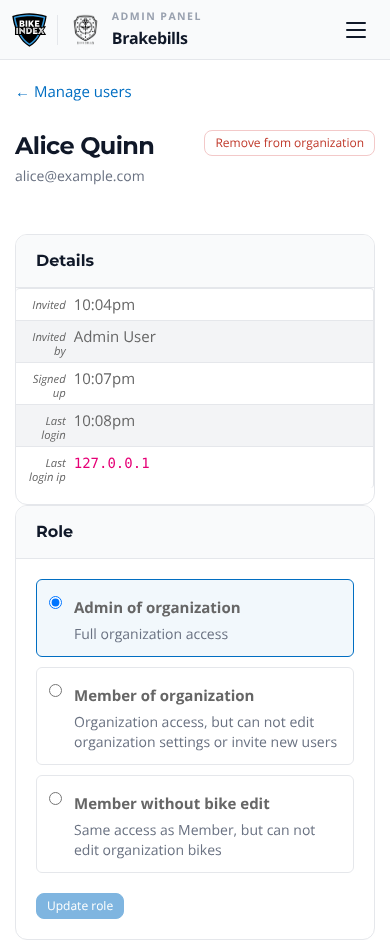 BIKE
INDEX
ADMIN PANEL
Brakebills
← Manage users
Alice Quinn
Remove from organization
alice@example.com
Details
Invited 10:04pm
Invited by Admin User
Signed up 10:07pm
Last login 10:08pm
Last login ip 127.0.0.1
Role
Admin of organization
Full organization access
Member of organization
Organization access, but can not edit
organization settings or invite new users
Member without bike edit
Same access as Member, but can not
edit organization bikes
Update role